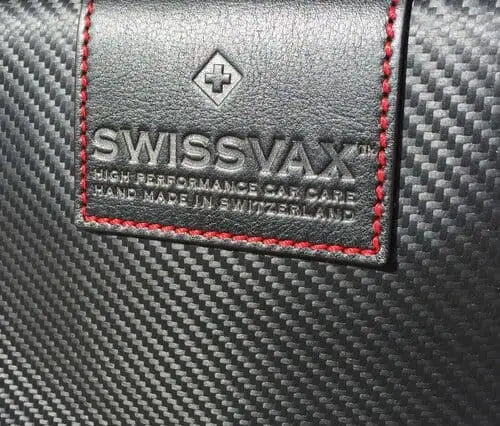 SWISSVAX™
HIGH PERFORMANCE CAR CARE
HAND MADE IN SWITZERLAND